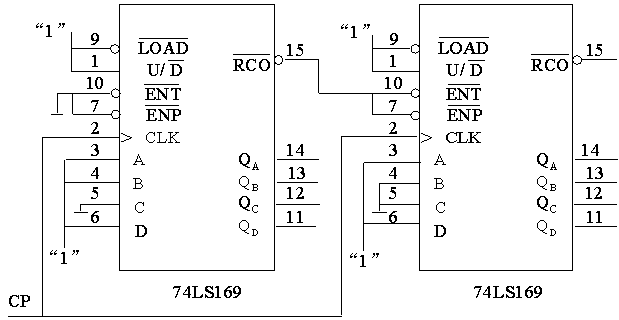 “1” “1”
9 LOAD 9 LOAD
1 U/D RCO 15 1 U/D RCO 15
10 ENT 10 ENT
7 ENP 7 ENP
2 CLK 2 CLK
3 A QA 14 3 A QA 14
4 B QB 13 4 B QB 13
5 C QC 12 5 C QC 12
6 D QD 11 6 D QD 11
“1” “1”
74LS169 74LS169
CP